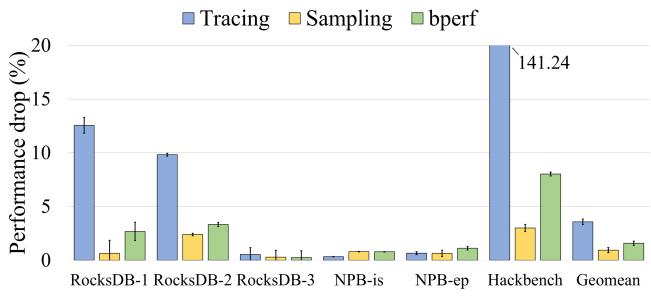 Tracing Sampling bperf
Performance drop (%)
20
15
10
5
0
141.24
RocksDB-1 RocksDB-2 RocksDB-3 NPB-is NPB-ep Hackbench Geomean